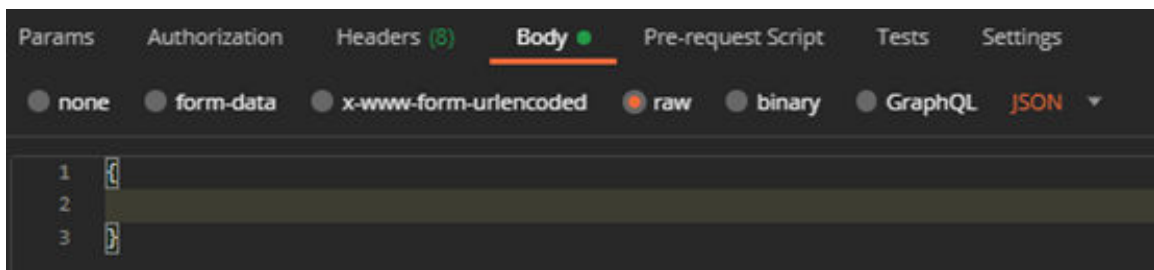 Params Authorization Headers (8) Body Pre-request Script Tests Settings
none form-data x-www-form-urlencoded raw binary GraphQL JSON
1 {
2
3 }